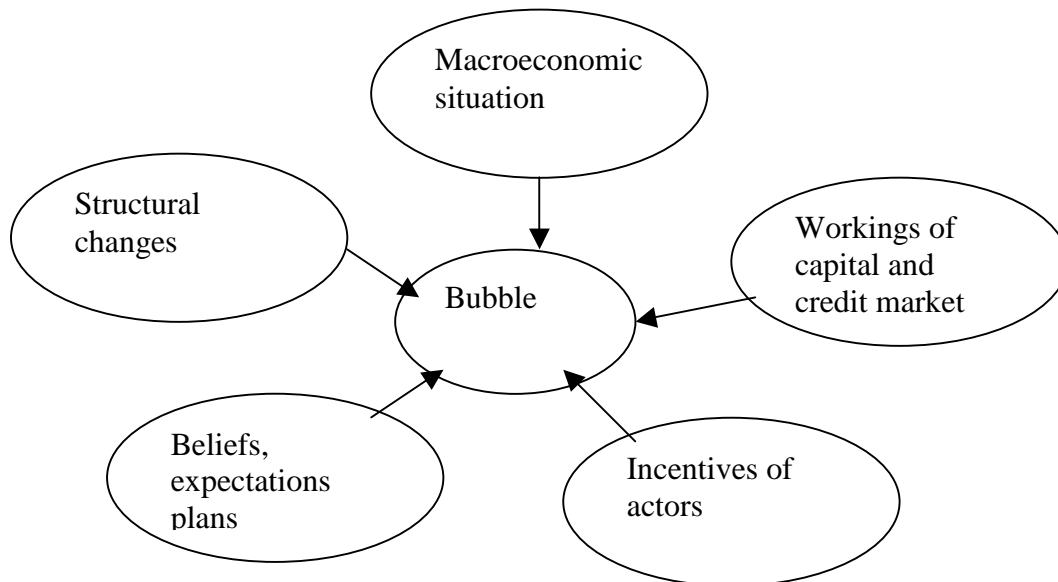 Macroeconomic
situation
Structural
changes
Workings of
capital and
credit market
Bubble
Beliefs,
expectations
plans
Incentives of
actors